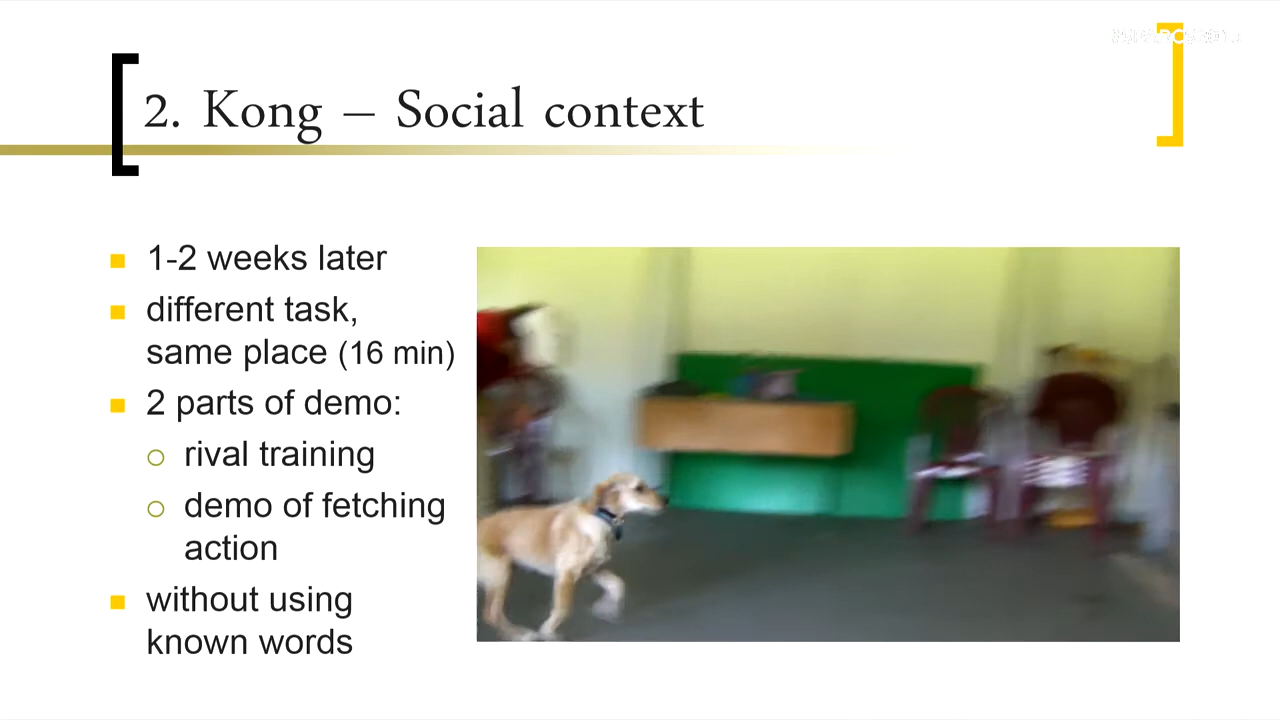 2. Kong – Social context
1-2 weeks later
different task,
same place (16 min)
2 parts of demo:
rival training
demo of fetching
action
without using
known words